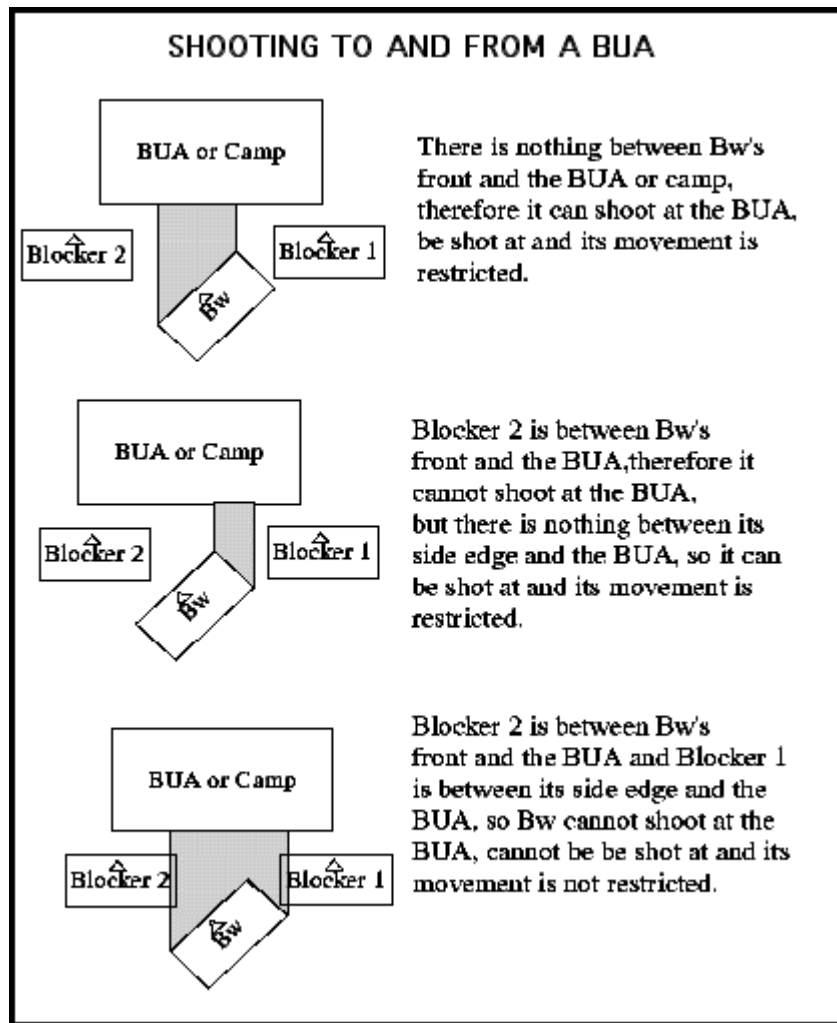 SHOOTING TO AND FROM A BUA
BUA or Camp
There is nothing between Bw's
front and the BUA or camp,
therefore it can shoot at the BUA,
be shot at and its movement is
restricted.
Blocker 2
Blocker 1
Bw
BUA or Camp
Blocker 2 is between Bw's
front and the BUA,therefore it
cannot shoot at the BUA,
but there is nothing between its
side edge and the BUA, so it can
be shot at and its movement is
restricted.
Blocker 2
Blocker 1
Bw
BUA or Camp
Blocker 2 is between Bw's
front and the BUA and Blocker 1
is between its side edge and the
BUA, so Bw cannot shoot at the
BUA, cannot be be shot at and its
movement is not restricted.
Blocker 2
Blocker 1
Bw